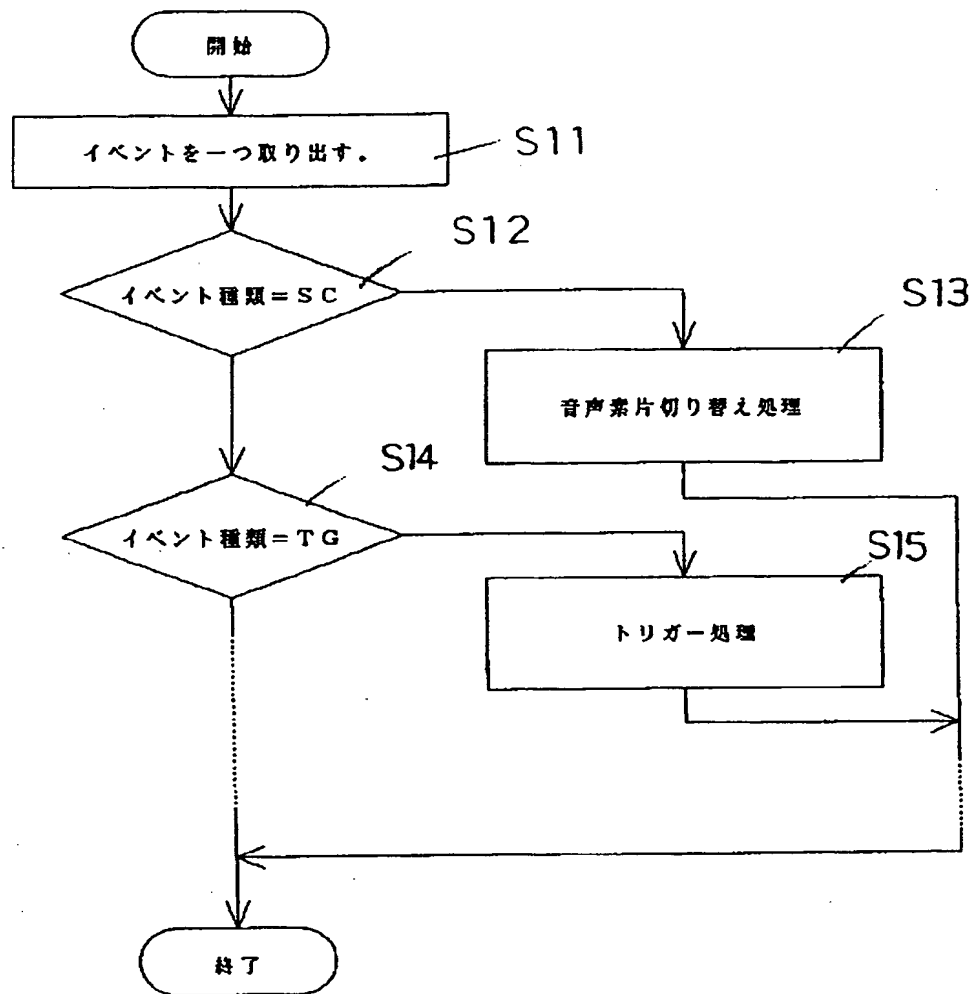 開始
イベントを一つ取り出す。
S11
S12
イベント種類=SC
S13
音声素片切り替え処理
S14
イベント種類=TG
S15
トリガー処理
終了